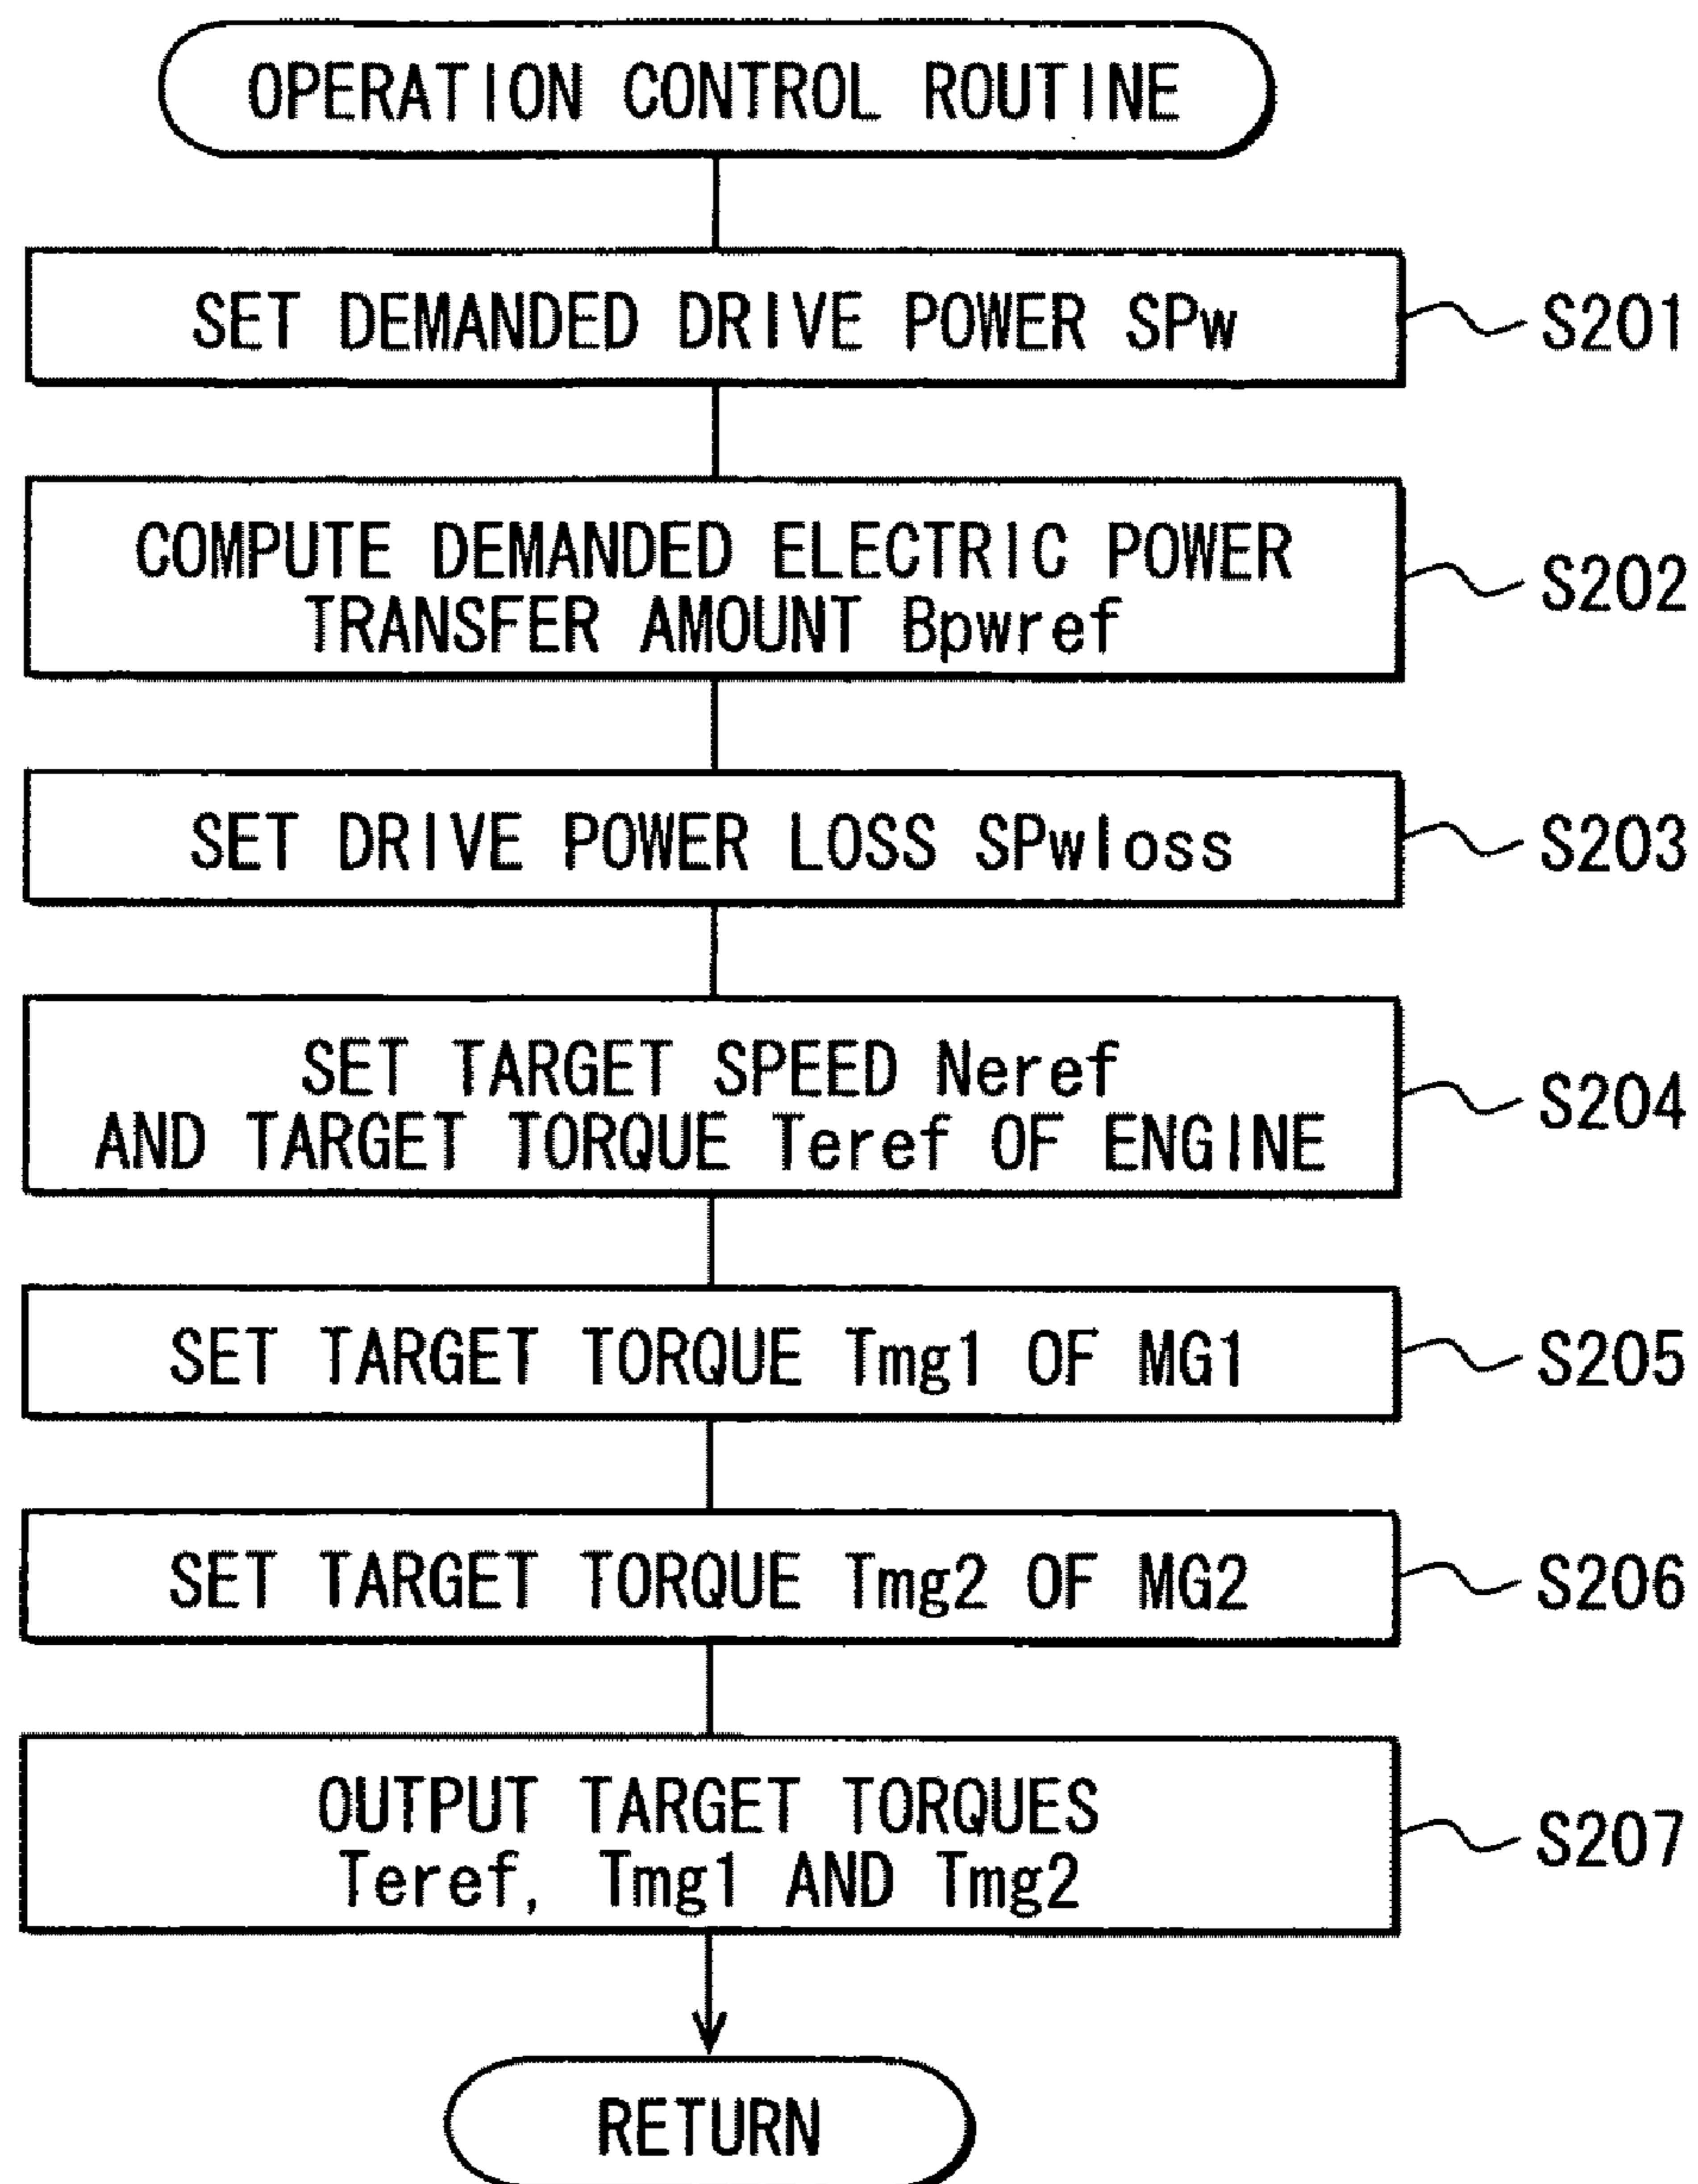 OPERATION CONTROL ROUTINE
SET DEMANDED DRIVE POWER SPw
S201
COMPUTE DEMANDED ELECTRIC POWER
TRANSFER AMOUNT Bpwref
S202
SET DRIVE POWER LOSS SPwloss
S203
SET TARGET SPEED Neref
AND TARGET TORQUE Teref OF ENGINE
S204
SET TARGET TORQUE Tmg1 OF MG1
S205
SET TARGET TORQUE Tmg2 OF MG2
S206
OUTPUT TARGET TORQUES
Teref, Tmg1 AND Tmg2
S207
RETURN